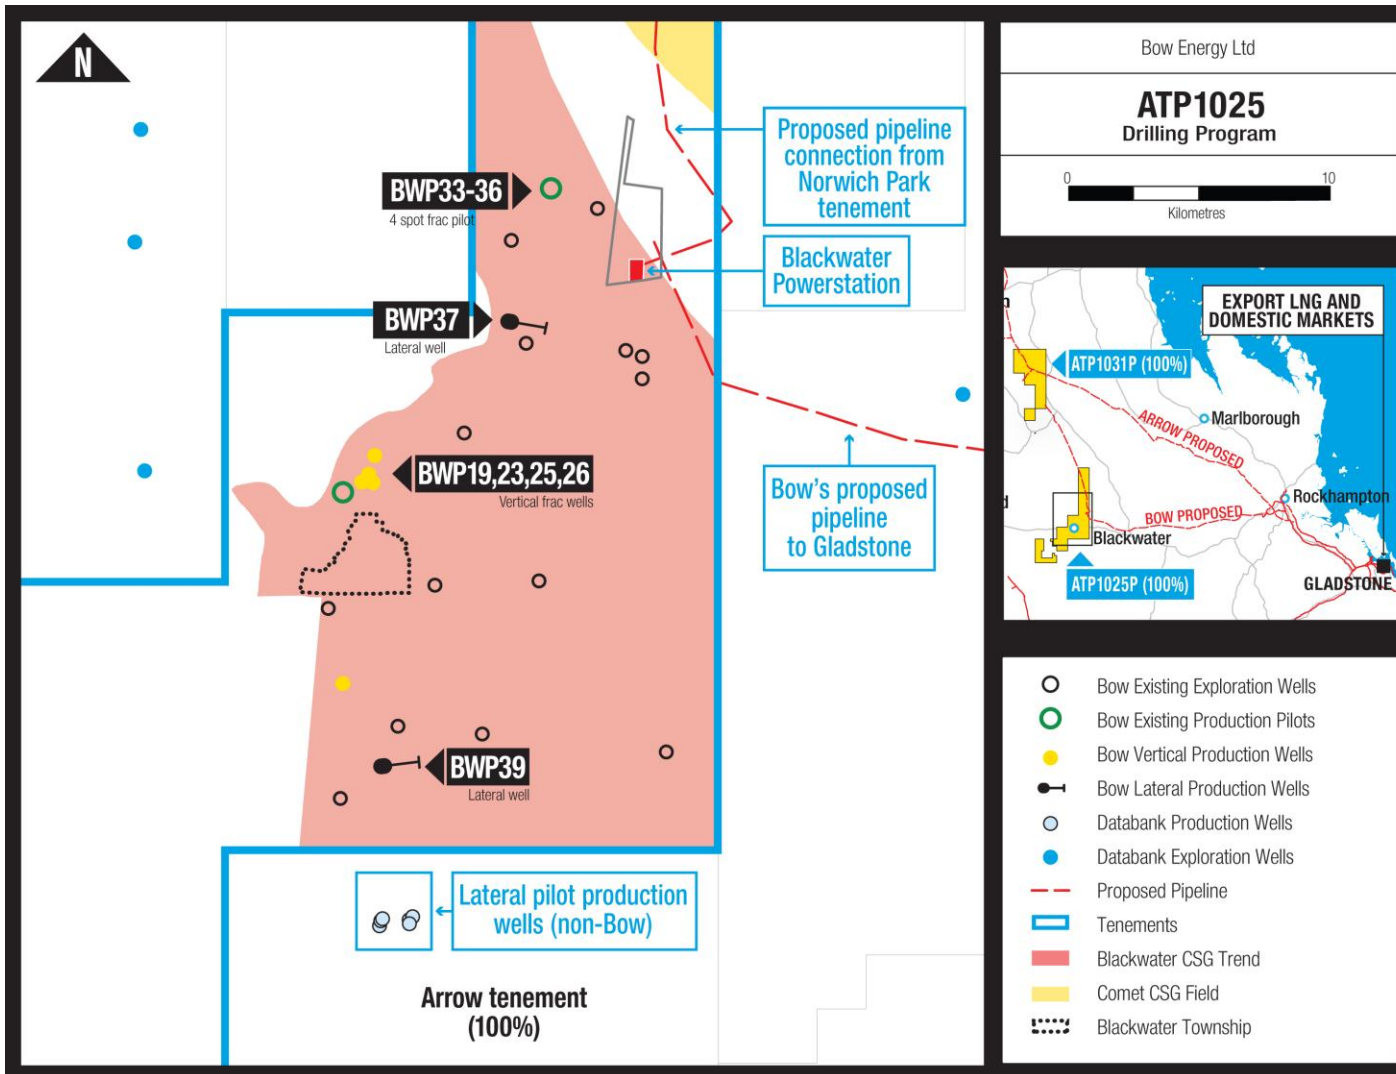 N
BWP33-36
4 spot frac pilot
BWP37
Lateral well
BWP19,23,25,26
Vertical frac wells
BWP39
Lateral well
Proposed pipeline
connection from
Norwich Park
tenement
Blackwater
Powerstation
Bow's proposed
pipeline
to Gladstone
Lateral pilot production
wells (non-Bow)
Arrow tenement
(100%)
Bow Energy Ltd
ATP1025
Drilling Program
0 10
Kilometres
EXPORT LNG AND
DOMESTIC MARKETS
ATP1031P (100%)
Marlborough
ARROW PROPOSED
Rockhampton
BOW PROPOSED
Blackwater
ATP1025P (100%)
GLADSTONE
Bow Existing Exploration Wells
Bow Existing Production Pilots
Bow Vertical Production Wells
Bow Lateral Production Wells
Databank Production Wells
Databank Exploration Wells
Proposed Pipeline
Tenements
Blackwater CSG Trend
Comet CSG Field
Blackwater Township